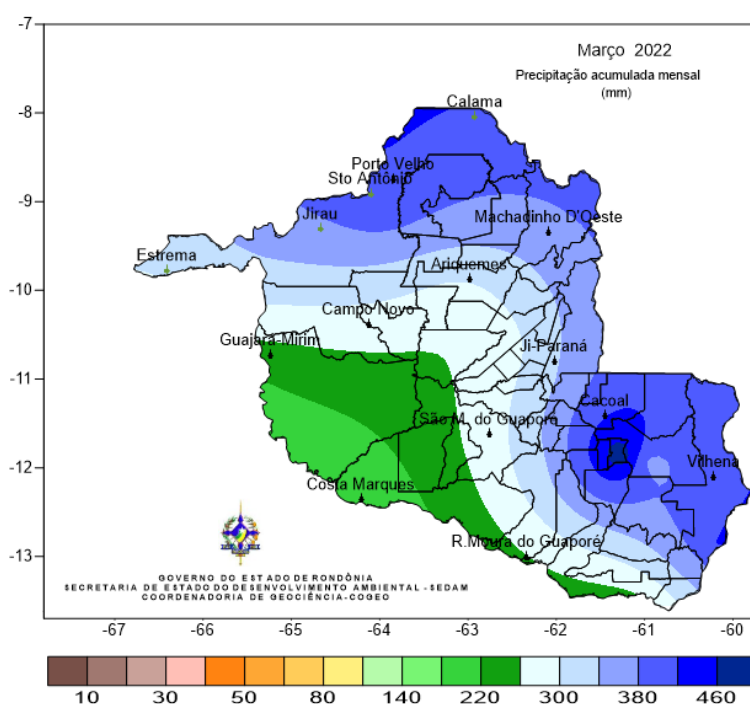 Março 2022
Precipitação acumulada mensal
(mm)
-7
-8
-9
-10
-11
-12
-13
Calama
Porto Velho
Sto Antônio
Jirau
Machadinho D'Oeste
Estrema
Ariquemes
Campo Novo
Guajará-Mirim
Ji-Paraná
Cacoal
São M. do Guaporé
Vilhena
Costa Marques
R.Moura do Guaporé
GOVERNO DO ESTADO DE RONDÔNIA
SECRETARIA DE ESTADO DO DESENVOLVIMENTO AMBIENTAL -SEDAM
COORDENADORIA DE GEOCIÊNCIA-COGEO
-67 -66 -65 -64 -63 -62 -61 -60
10 30 50 80 140 220 300 380 460